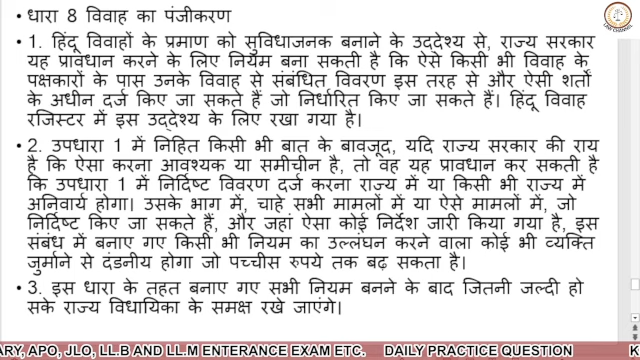 • धारा 8 विवाह का पंजीकरण
• 1. हिंदू विवाहों के प्रमाण को सुविधाजनक बनाने के उद्देश्य से, राज्य सरकार
यह प्रावधान करने के लिए नियम बना सकती है कि ऐसे किसी भी विवाह के
पक्षकारों के पास उनके विवाह से संबंधित विवरण इस तरह से और ऐसी शर्तों
के अधीन दर्ज किए जा सकते हैं जो निर्धारित किए जा सकते हैं। हिंदू विवाह
रजिस्टर में इस उद्देश्य के लिए रखा गया है।
• 2. उपधारा 1 में निहित किसी भी बात के बावजूद, यदि राज्य सरकार की राय
है कि ऐसा करना आवश्यक या समीचीन है, तो वह यह प्रावधान कर सकती है
कि उपधारा 1 में निर्दिष्ट विवरण दर्ज करना राज्य में या किसी भी राज्य में
अनिवार्य होगा। उसके भाग में, चाहे सभी मामलों में या ऐसे मामलों में, जो
निर्दिष्ट किए जा सकते हैं, और जहां ऐसा कोई निर्देश जारी किया गया है, इस
संबंध में बनाए गए किसी भी नियम का उल्लंघन करने वाला कोई भी व्यक्ति
जुर्माने से दंडनीय होगा जो पच्चीस रुपये तक बढ़ सकता है।
• 3. इस धारा के तहत बनाए गए सभी नियम बनने के बाद जितनी जल्दी हो
सके राज्य विधायिका के समक्ष रखे जाएंगे।
ARY, APO, JLO, LL.B AND LL.M ENTERANCE EXAM ETC. DAILY PRACTICE QUESTION K